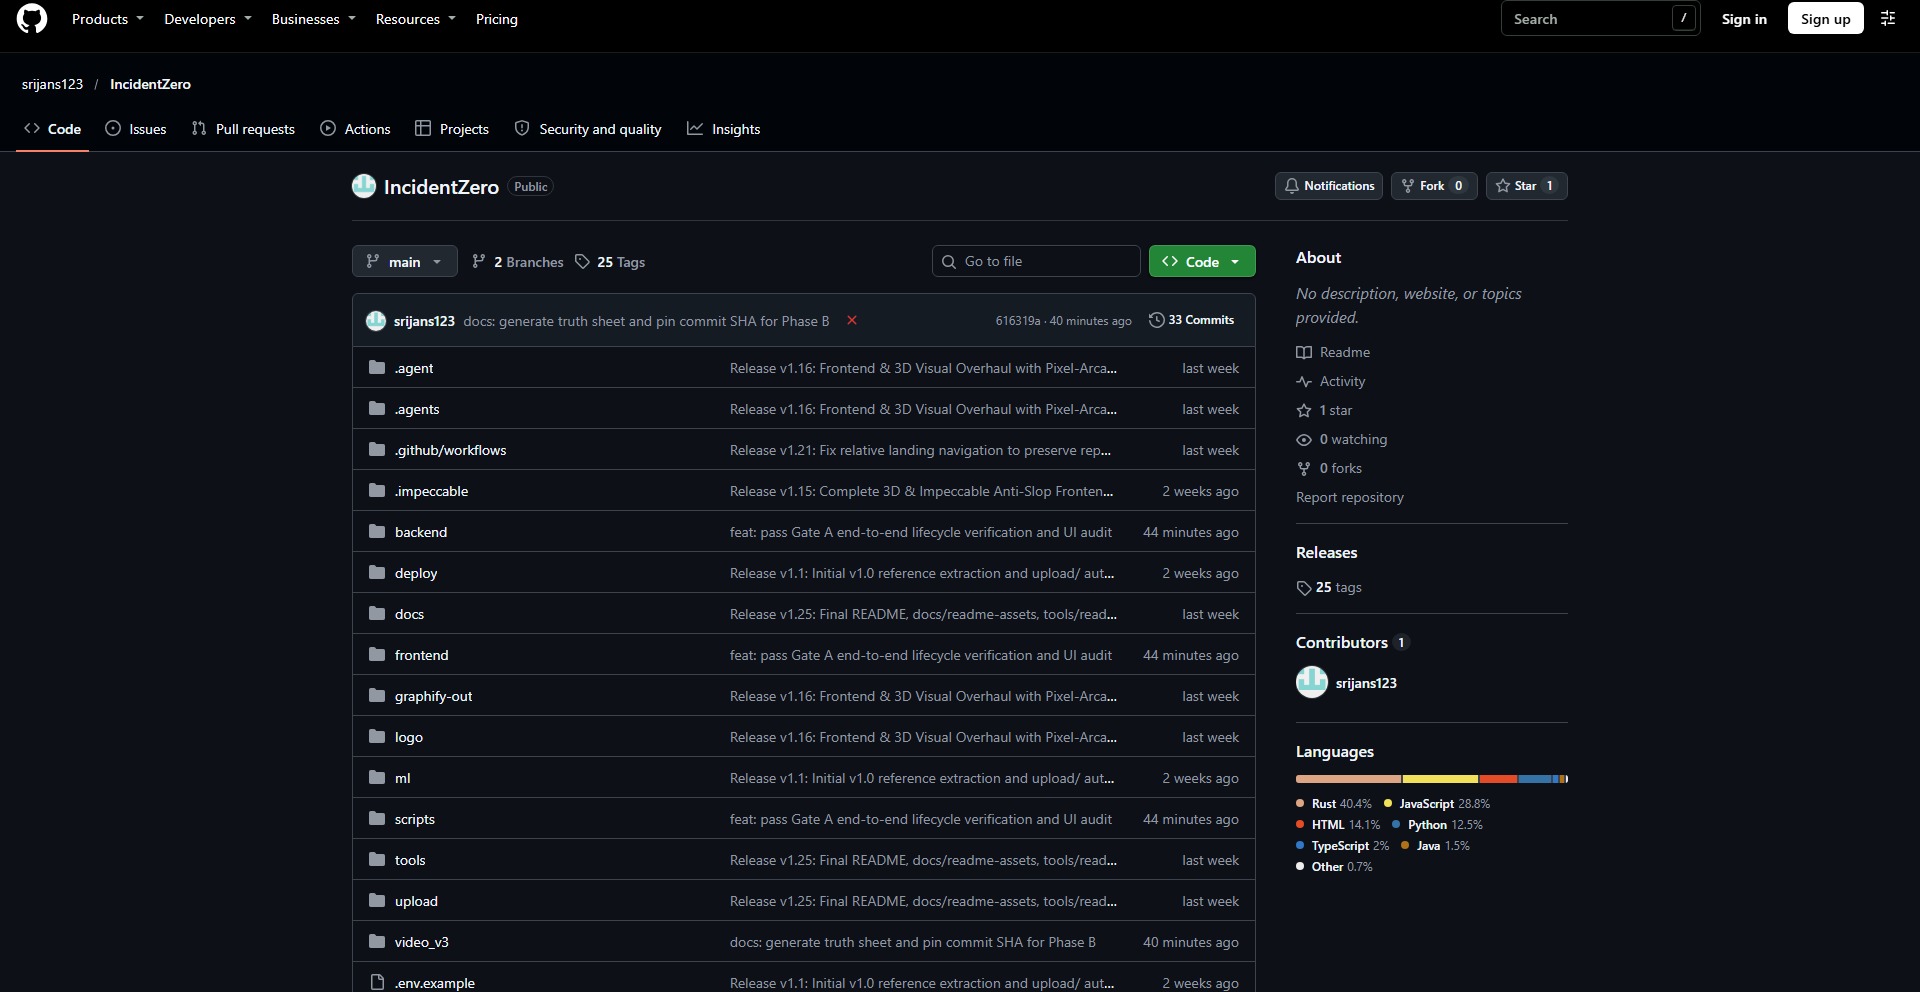 Products Developers Businesses Resources Pricing Search / Sign in Sign up
srijans123 / IncidentZero
Code Issues Pull requests Actions Projects Security and quality Insights
IncidentZero Public Notifications Fork 0 Star 1
main 2 Branches 25 Tags Go to file Code
srijans123 docs: generate truth sheet and pin commit SHA for Phase B 616319a · 40 minutes ago 33 Commits
.agent Release v1.16: Frontend & 3D Visual Overhaul with Pixel-Arca... last week
.agents Release v1.16: Frontend & 3D Visual Overhaul with Pixel-Arca... last week
.github/workflows Release v1.21: Fix relative landing navigation to preserve rep... last week
.impeccable Release v1.15: Complete 3D & Impeccable Anti-Slop Fronten... 2 weeks ago
backend feat: pass Gate A end-to-end lifecycle verification and UI audit 44 minutes ago
deploy Release v1.1: Initial v1.0 reference extraction and upload/ aut... 2 weeks ago
docs Release v1.25: Final README, docs/readme-assets, tools/read... last week
frontend feat: pass Gate A end-to-end lifecycle verification and UI audit 44 minutes ago
graphify-out Release v1.16: Frontend & 3D Visual Overhaul with Pixel-Arca... last week
logo Release v1.16: Frontend & 3D Visual Overhaul with Pixel-Arca... last week
ml Release v1.1: Initial v1.0 reference extraction and upload/ aut... 2 weeks ago
scripts feat: pass Gate A end-to-end lifecycle verification and UI audit 44 minutes ago
tools Release v1.25: Final README, docs/readme-assets, tools/read... last week
upload Release v1.25: Final README, docs/readme-assets, tools/read... last week
video_v3 docs: generate truth sheet and pin commit SHA for Phase B 40 minutes ago
.env.example Release v1.1: Initial v1.0 reference extraction and upload/ aut... 2 weeks ago
About
No description, website, or topics
provided.
Readme
Activity
1 star
0 watching
0 forks
Report repository
Releases
25 tags
Contributors 1
srijans123
Languages
Rust 40.4% JavaScript 28.8%
HTML 14.1% Python 12.5%
TypeScript 2% Java 1.5%
Other 0.7%